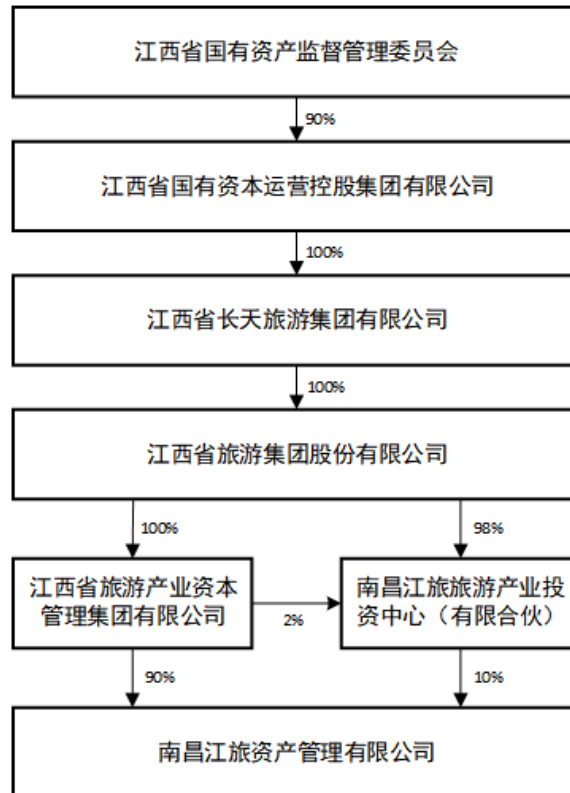 江西省国有资产监督管理委员会
90%
江西省国有资本运营控股集团有限公司
100%
江西省长天旅游集团有限公司
100%
江西省旅游集团股份有限公司
100%
98%
江西省旅游产业资本
管理集团有限公司
2%
南昌江旅旅游产业投
资中心（有限合伙）
90%
10%
南昌江旅资产管理有限公司